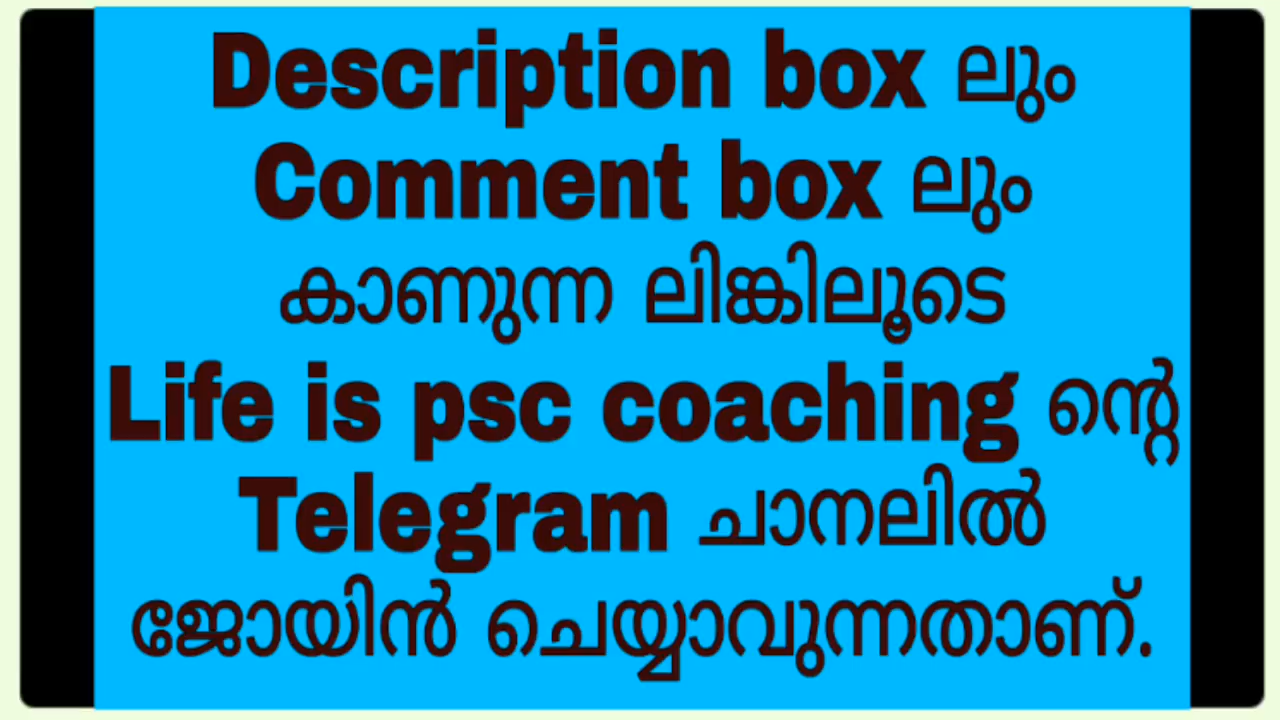 Description box ലും
Comment box ലും
കാണുന്ന ലിങ്കിലൂടെ
Life is psc coaching ന്റെ
Telegram ചാനലിൽ
ജോയിൻ ചെയ്യാവുന്നതാണ്.